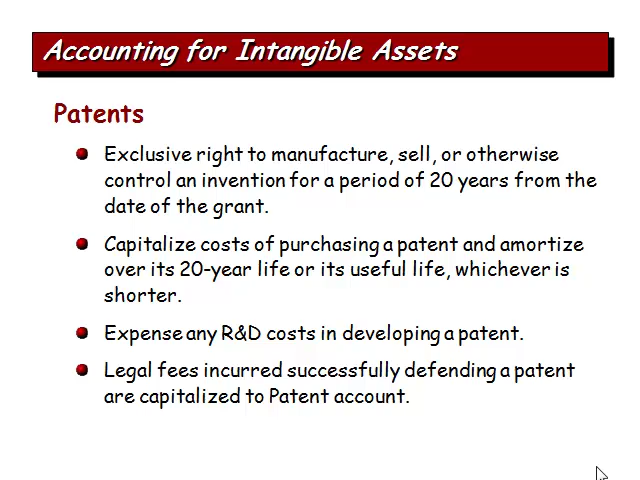 Accounting for Intangible Assets
Patents
Exclusive right to manufacture, sell, or otherwise
control an invention for a period of 20 years from the
date of the grant.
Capitalize costs of purchasing a patent and amortize
over its 20-year life or its useful life, whichever is
shorter.
Expense any R&D costs in developing a patent.
Legal fees incurred successfully defending a patent
are capitalized to Patent account.